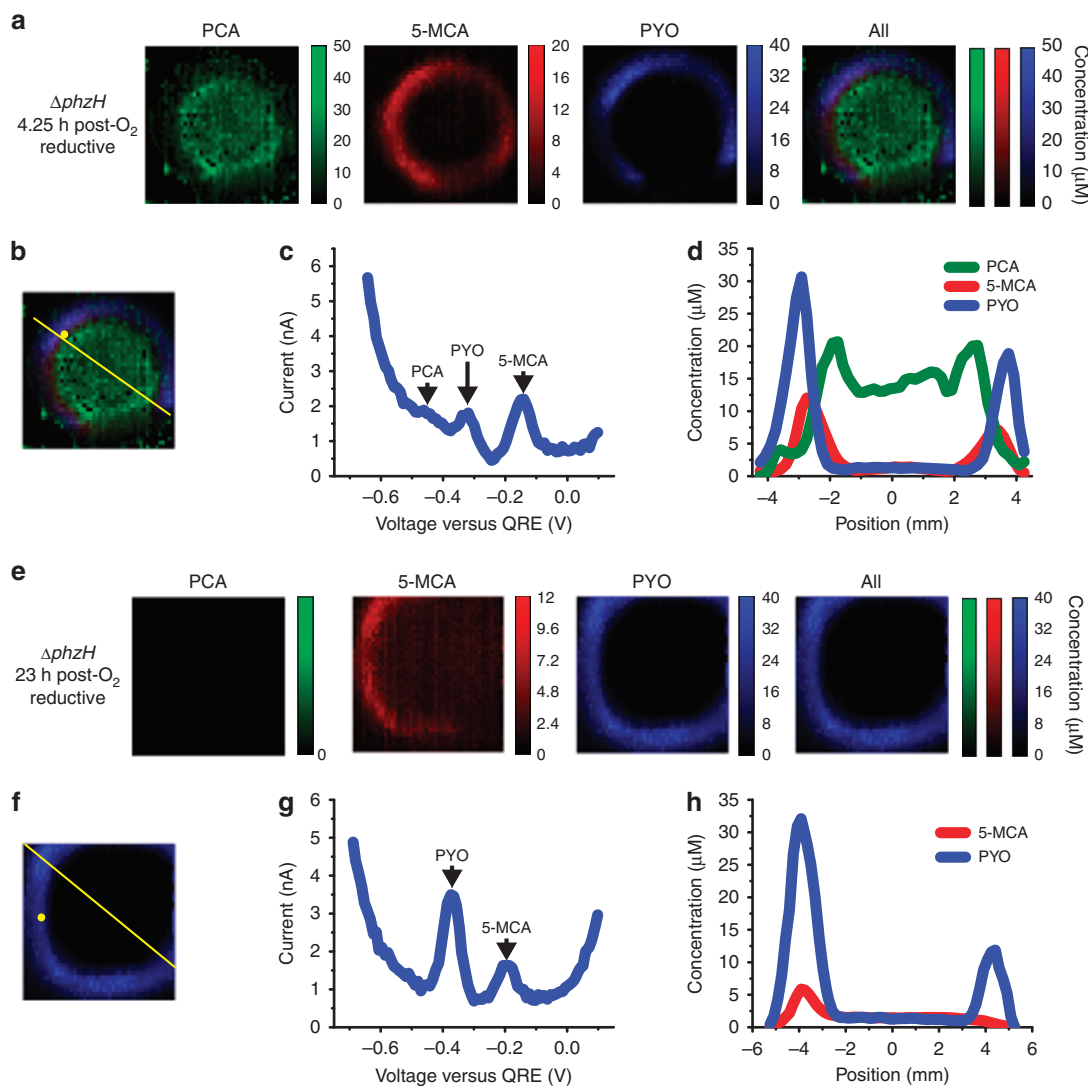 a
PCA
5-MCA
PYO
All
ΔphzH
4.25 h post-O2
reductive
50
40
30
20
10
0
20
16
12
8
4
0
40
32
24
16
8
0
50
40
30
20
10
0
Concentration (µM)
b
c
6
5
4
3
2
1
0
Current (nA)
PCA
PYO
5-MCA
−0.6
−0.4
−0.2
0.0
Voltage versus QRE (V)
d
35
30
25
20
15
10
5
0
Concentration (µM)
PCA
5-MCA
PYO
−4
−2
0
2
4
Position (mm)
e
PCA
5-MCA
PYO
All
ΔphzH
23 h post-O2
reductive
0
12
9.6
7.2
4.8
2.4
0
40
32
24
16
8
0
40
32
24
16
8
0
Concentration (µM)
f
g
6
5
4
3
2
1
0
Current (nA)
PYO
5-MCA
−0.6
−0.4
−0.2
0.0
Voltage versus QRE (V)
h
35
30
25
20
15
10
5
0
Concentration (µM)
5-MCA
PYO
−6
−4
−2
0
2
4
6
Position (mm)